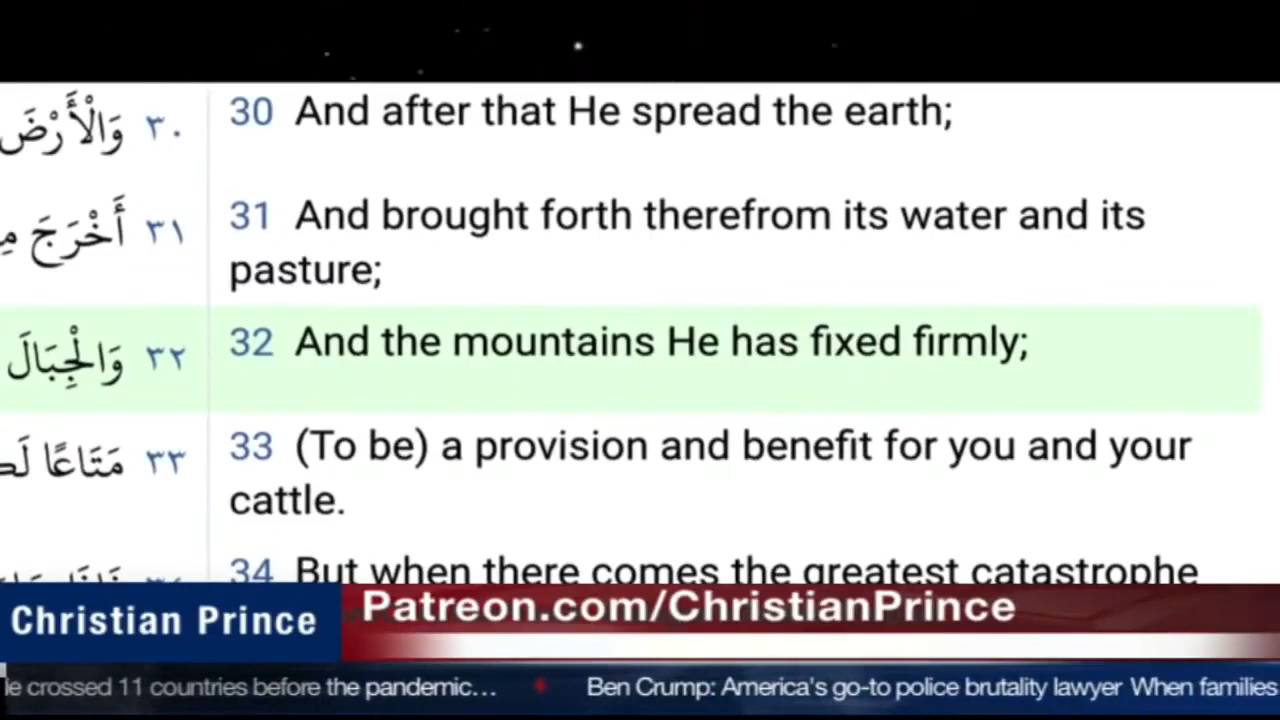 وَالْأَرْضَ ٣٠ 30 And after that He spread the earth;
أَخْرَجَ ٣١ 31 And brought forth therefrom its water and its
pasture;
وَالْجِبَالَ ٣٢ 32 And the mountains He has fixed firmly;
مَتَاعًا ٣٣ 33 (To be) a provision and benefit for you and your
cattle.
34 But when there comes the greatest catastrophe
Christian Prince
Patreon.com/ChristianPrince
crossed 11 countries before the pandemic... Ben Crump: America's go-to police brutality lawyer When families